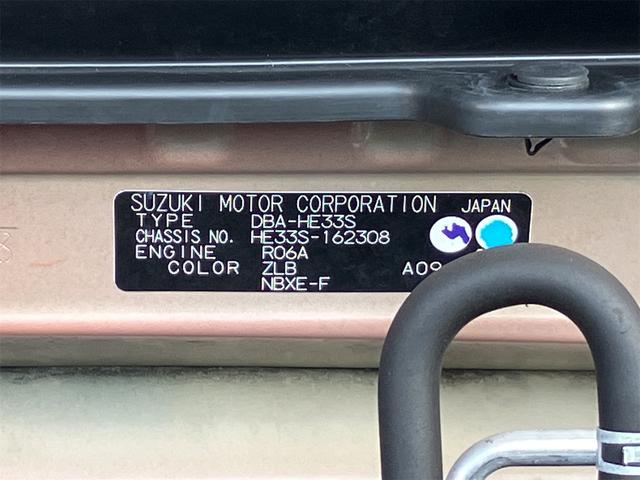 SUZUKI MOTOR CORPORATION JAPAN
TYPE DBA-HE33S
CHASSIS NO. HE33S-162308
ENGINE R06A
COLOR ZLB A09
NBXE-F